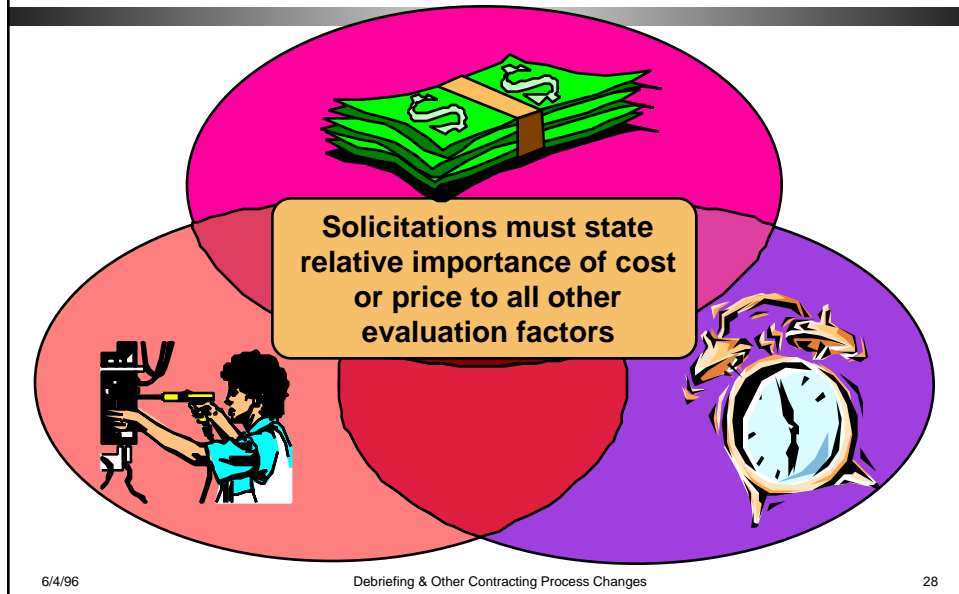 Solicitations must state
relative importance of cost
or price to all other
evaluation factors
6/4/96
Debriefing & Other Contracting Process Changes
28